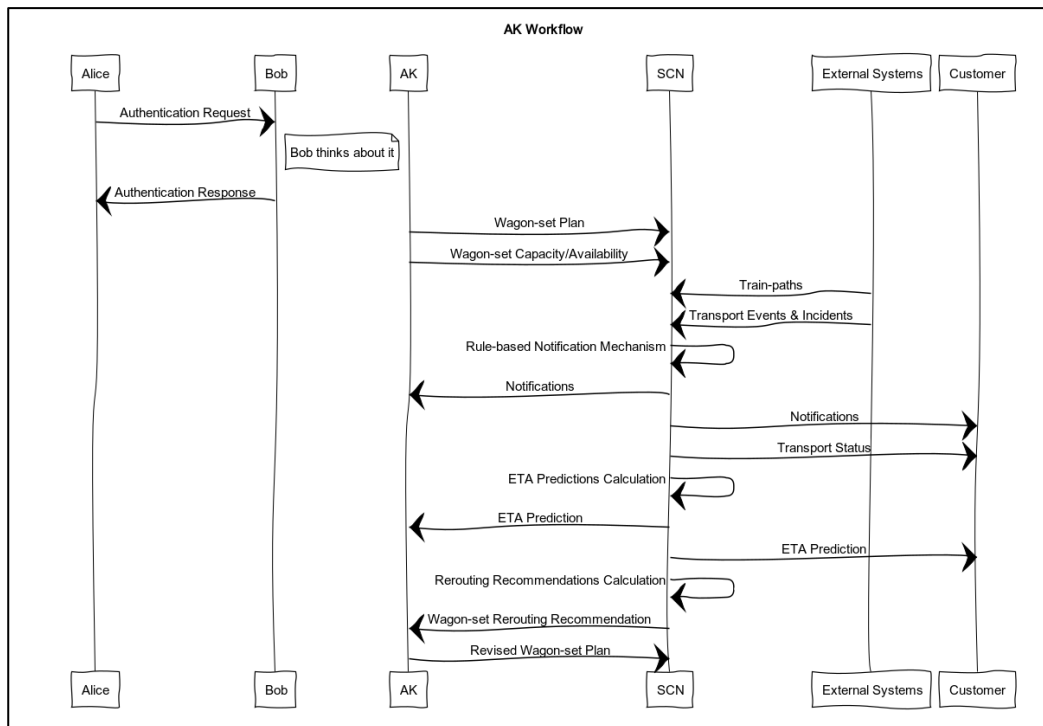 AK Workflow
Alice
Bob
AK
SCN
External Systems
Customer
Authentication Request
Bob thinks about it
Authentication Response
Wagon-set Plan
Wagon-set Capacity/Availability
Train-paths
Transport Events & Incidents
Rule-based Notification Mechanism
Notifications
Notifications
Transport Status
ETA Predictions Calculation
ETA Prediction
ETA Prediction
Rerouting Recommendations Calculation
Wagon-set Rerouting Recommendation
Revised Wagon-set Plan
Alice
Bob
AK
SCN
External Systems
Customer